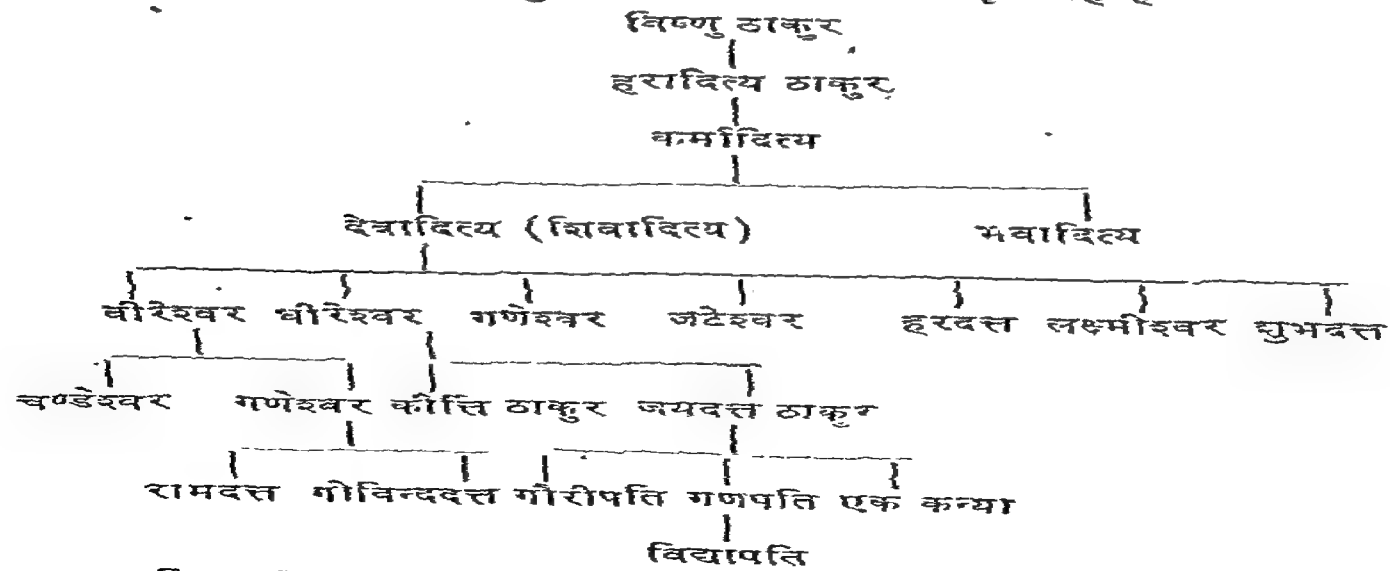 विष्णु ठाकुर
हरादित्य ठाकुर
कर्मादित्य
देवादित्य (शिवादित्य) भवादित्य
वीरेश्वर धीरेश्वर गणेश्वर जटेश्वर हरदत्त लक्ष्मीश्वर शुभदत्त
चण्डेश्वर गणेश्वर कीर्त्ति ठाकुर जयदत्त ठाकुर
रामदत्त गोविन्ददत्त गौरीपति गणपति एक कन्या
विद्यापति